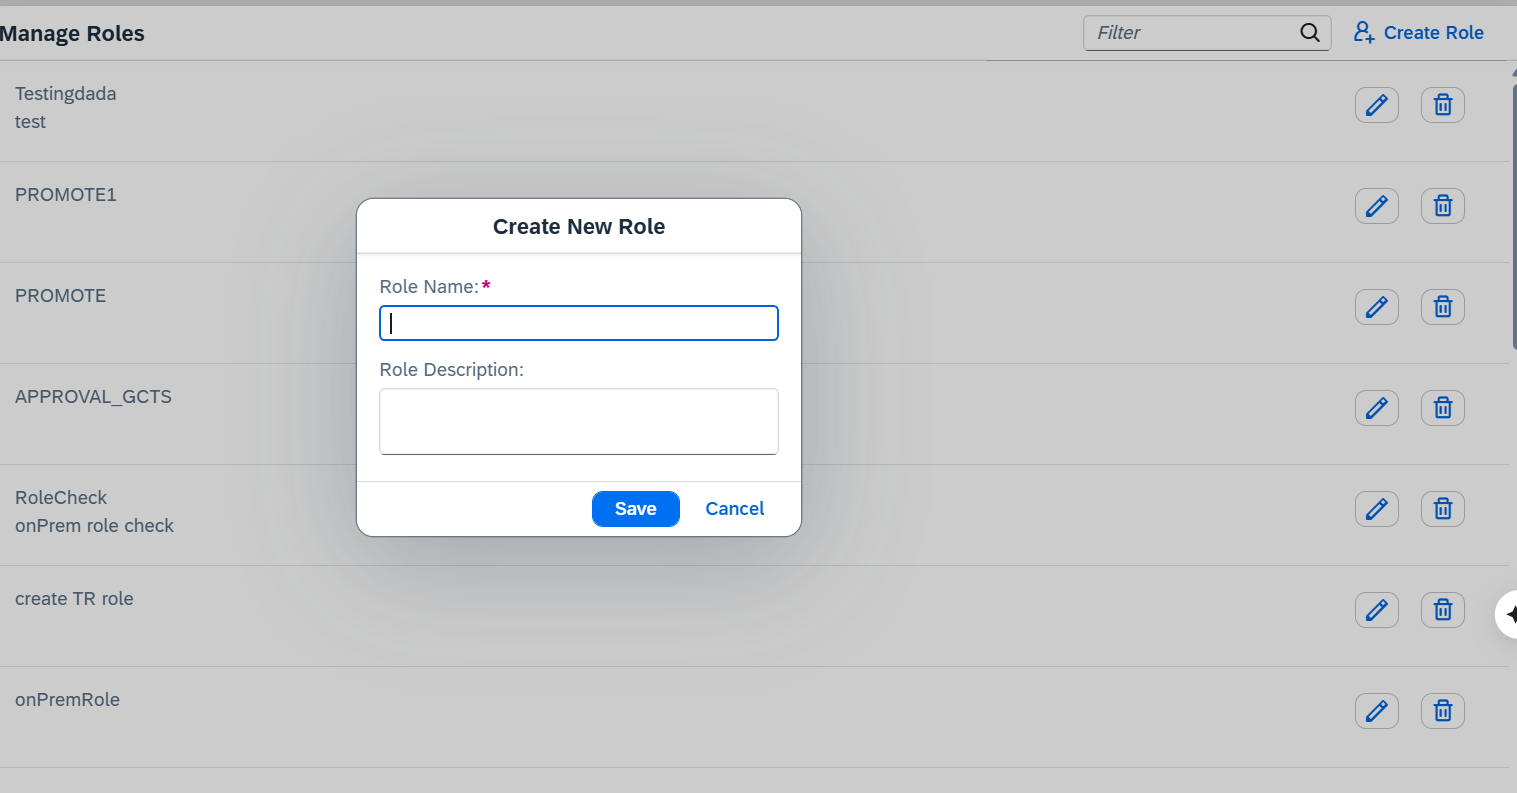 Manage Roles
Filter
Create Role
Testingdada
test
PROMOTE1
PROMOTE
APPROVAL_GCTS
RoleCheck
onPrem role check
create TR role
onPremRole
Create New Role
Role Name:*
Role Description:
Save
Cancel